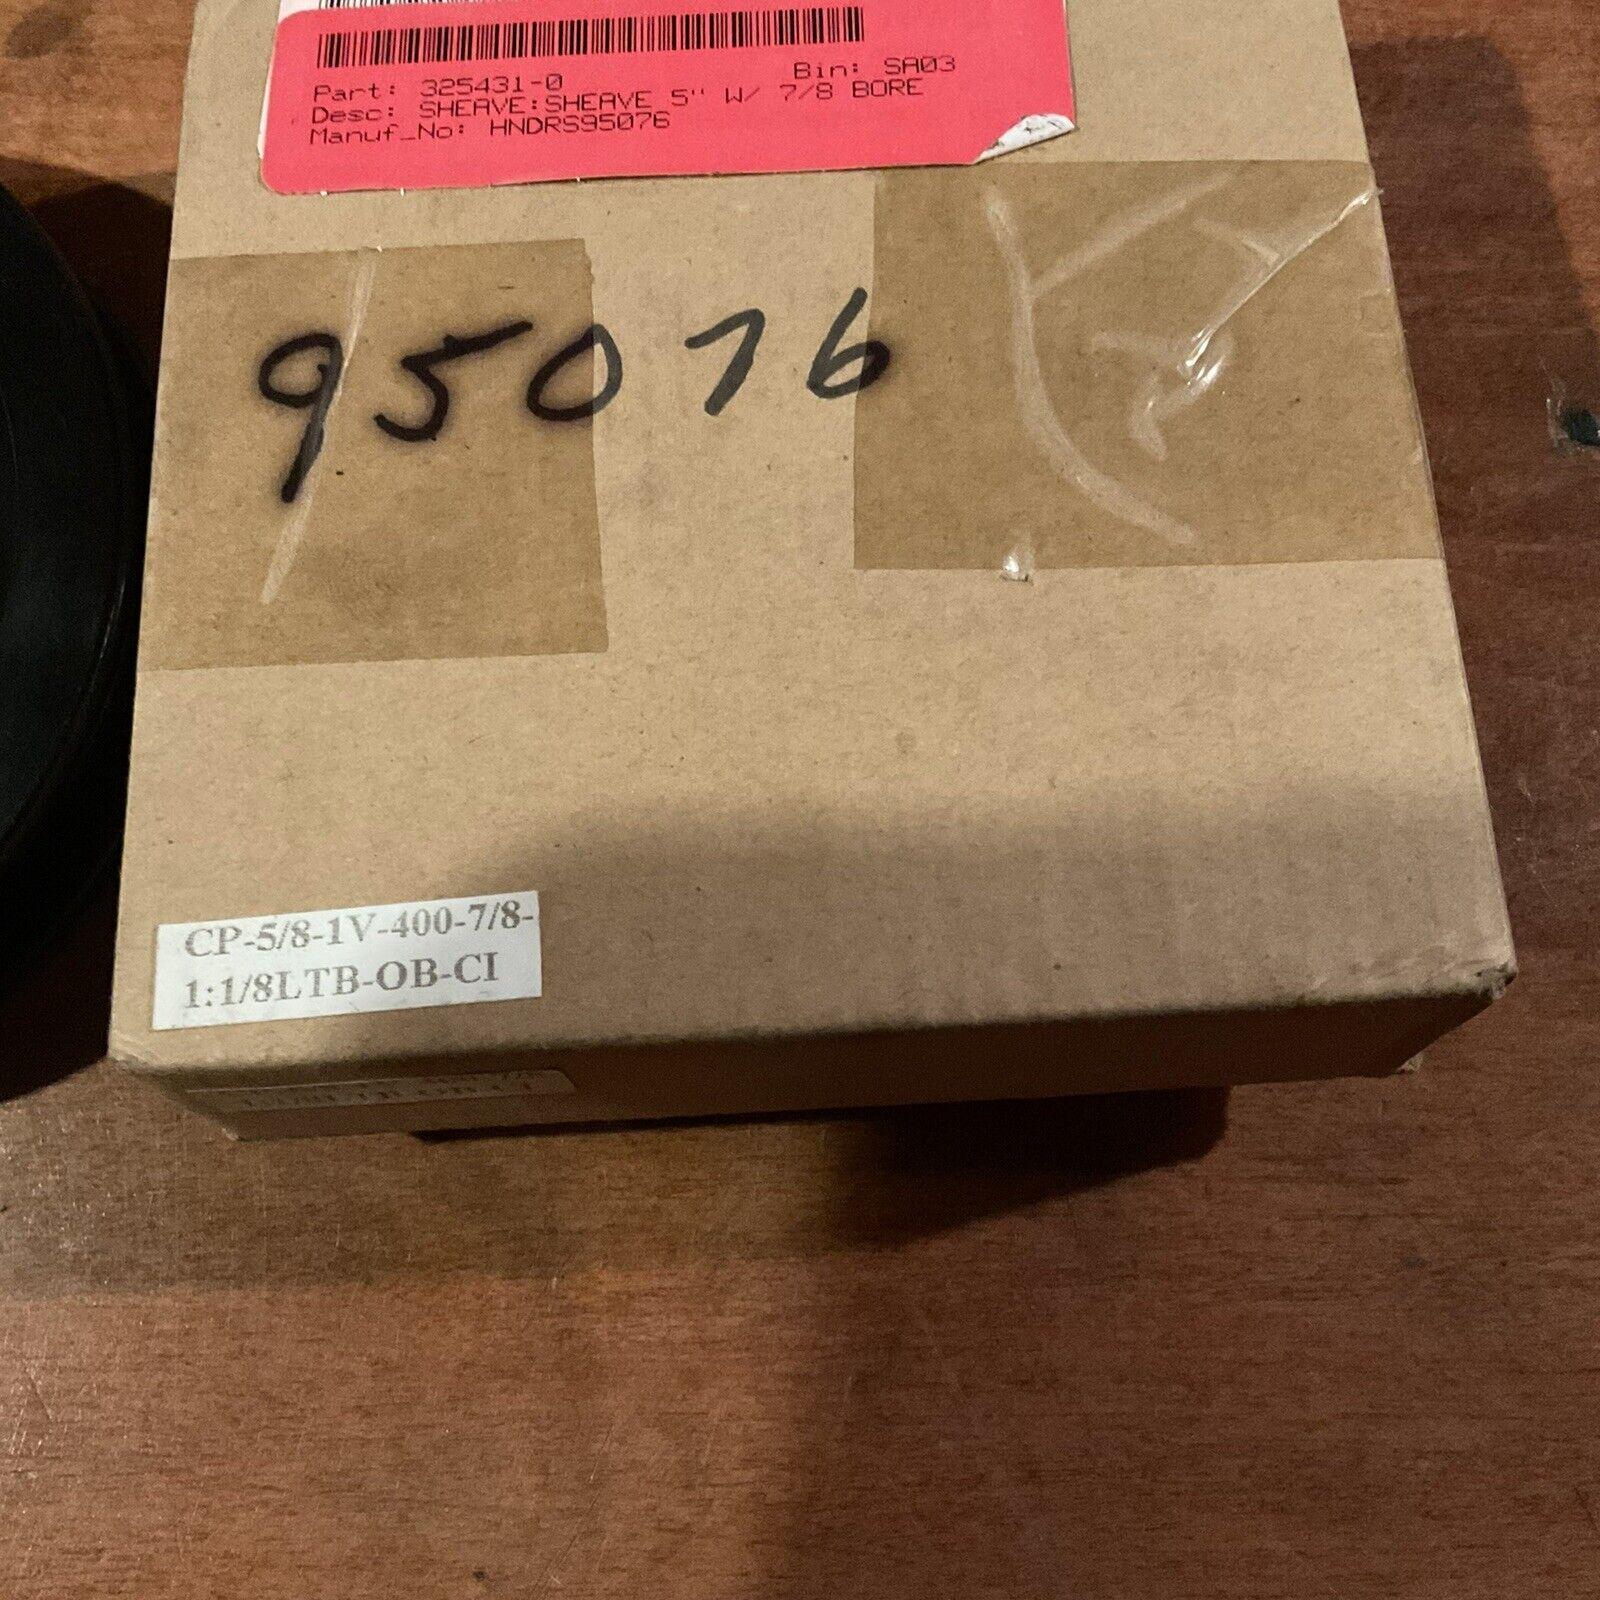 Part: 325431-0 Bin: SA03
Desc: SHEAVE:SHEAVE 5" W/ 7/8 BORE
Manuf_No: HNDRS95076
95076
CP-5/8-1V-400-7/8-
1:1/8LTB-OB-CI